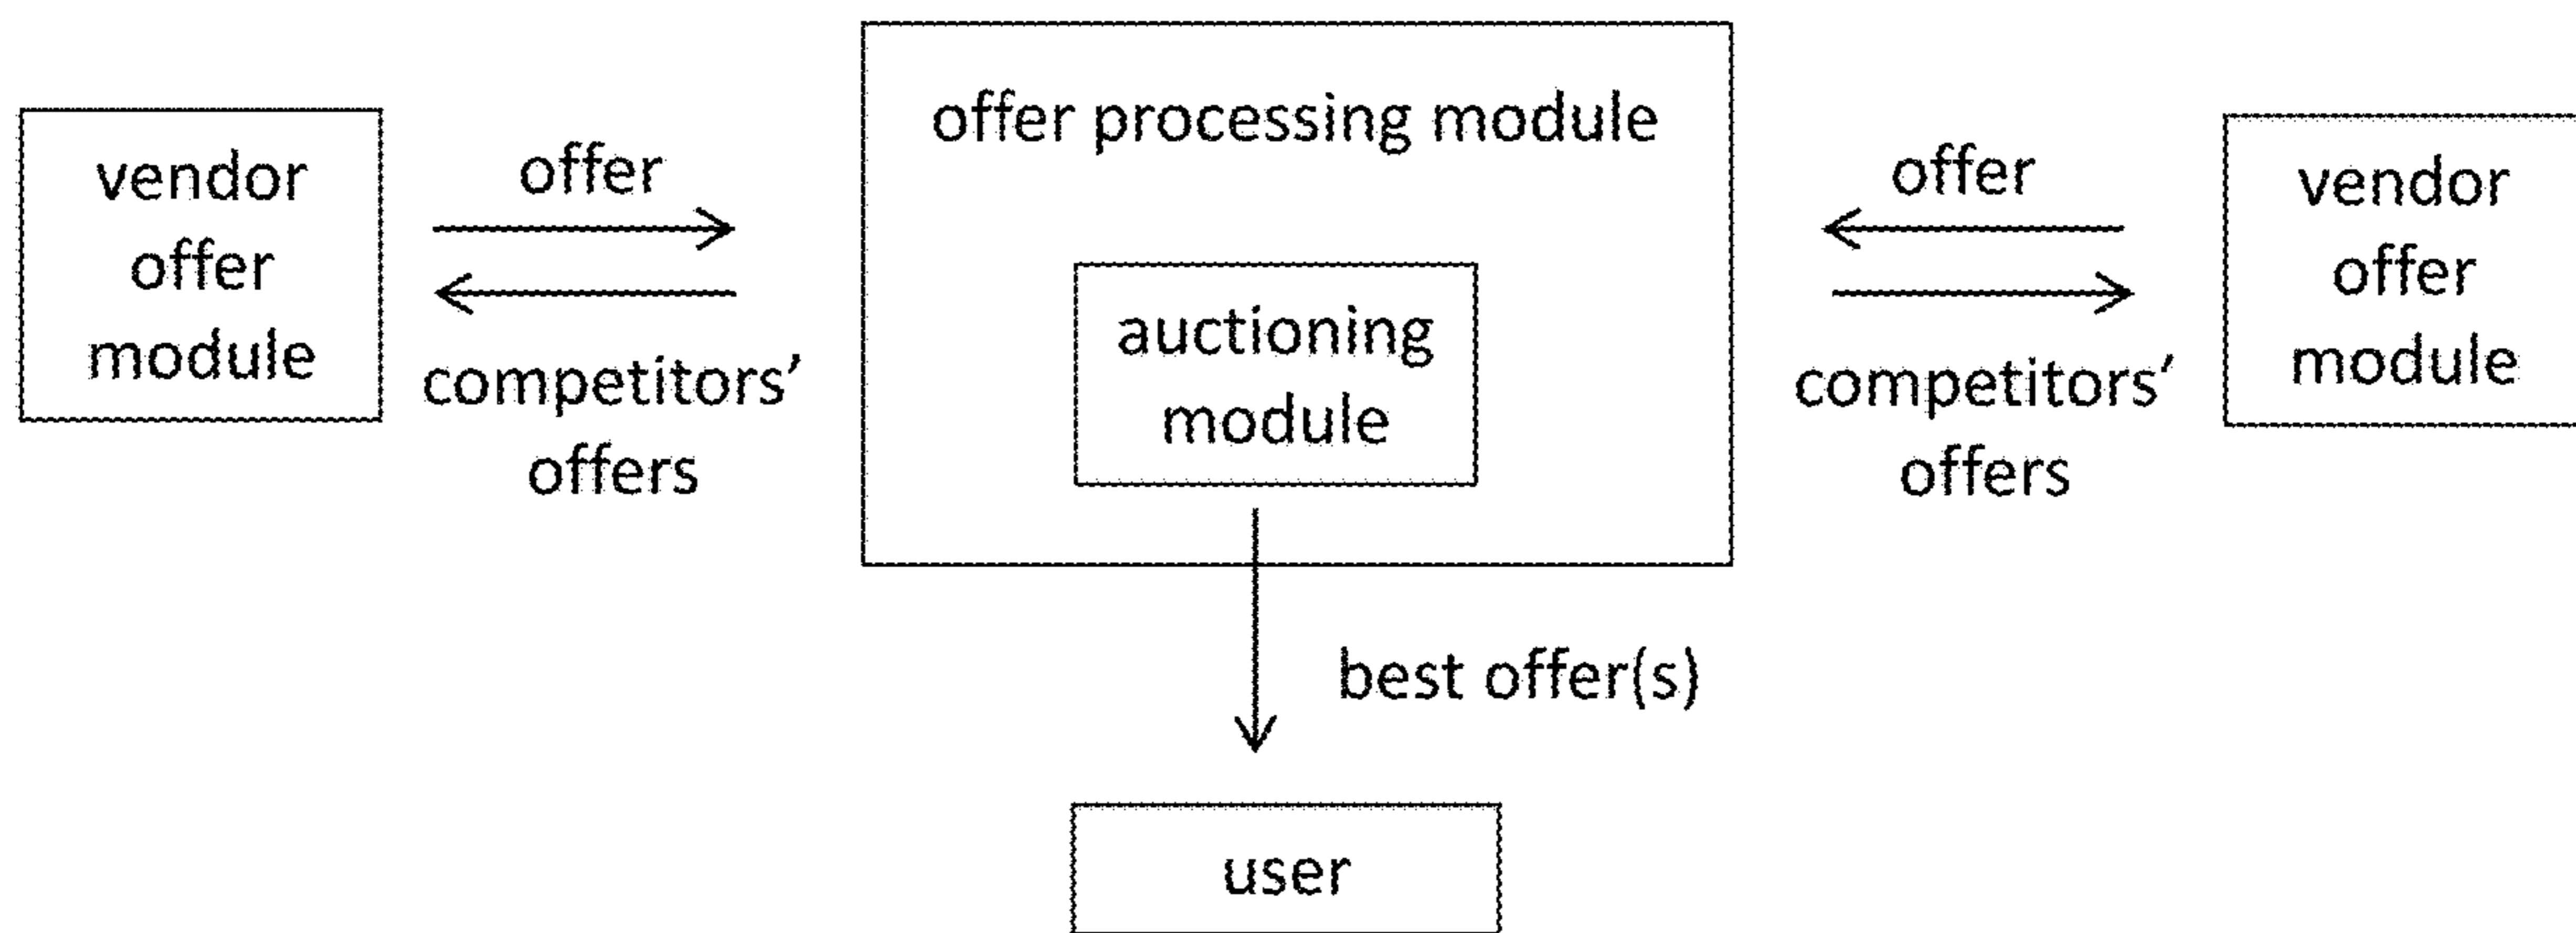 vendor
offer
module
offer
competitors'
offers
offer processing module
auctioning
module
offer
competitors'
offers
vendor
offer
module
best offer(s)
user